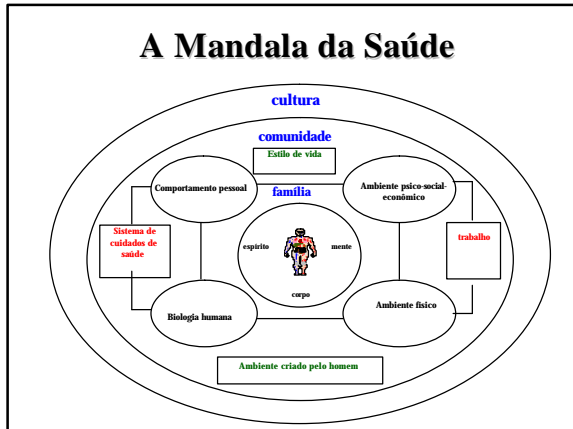 A Mandala da Saúde
cultura
comunidade
Estilo de vida
Comportamento pessoal
família
Ambiente psico-social-
econômico
Sistema de
cuidados de
saúde
espírito
mente
trabalho
corpo
Biologia humana
Ambiente físico
Ambiente criado pelo homem